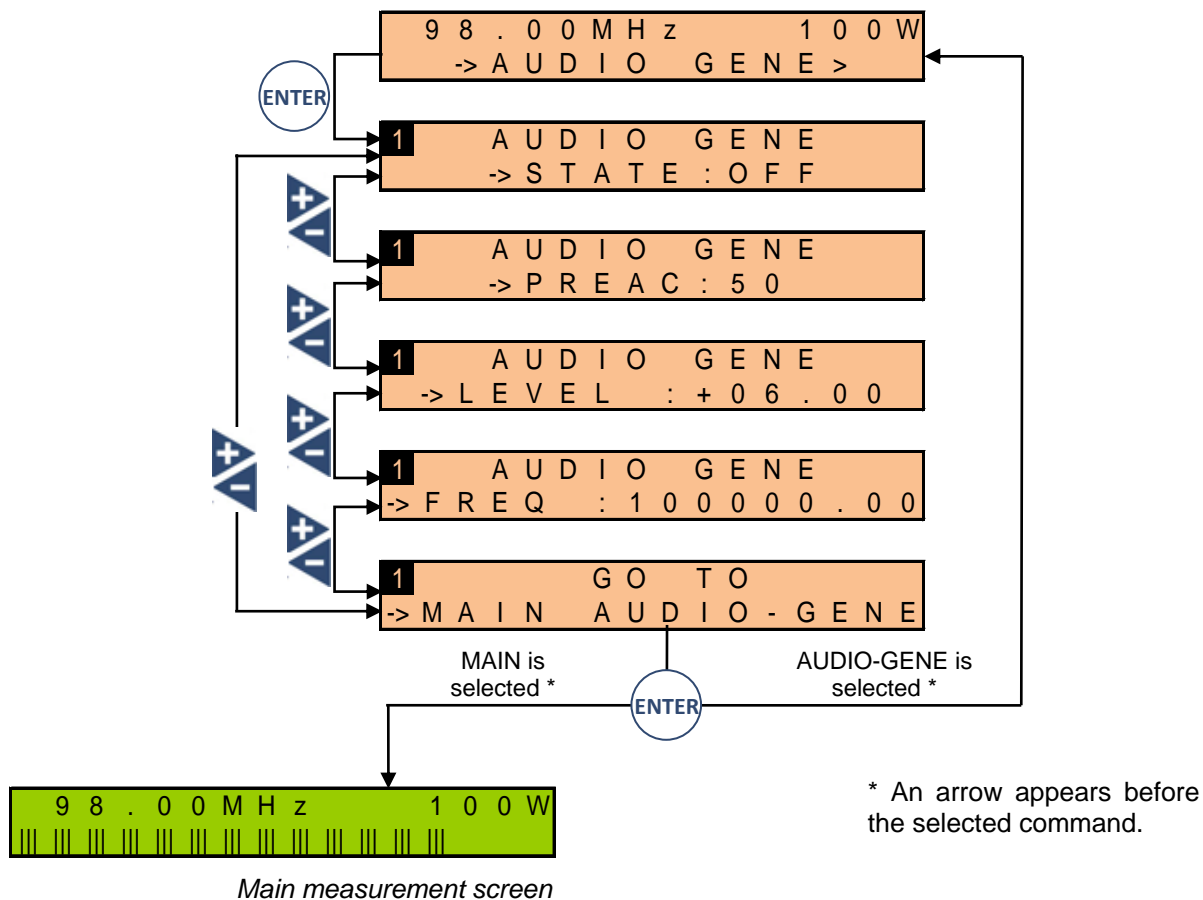 98.00MHz 100W
->AUDIO GENE>
ENTER
1 AUDIO GENE
->STATE:OFF
+
-
1 AUDIO GENE
->PREAC:50
+
-
1 AUDIO GENE
->LEVEL :+06.00
+
-
+
-
1 AUDIO GENE
->FREQ :100000.00
+
-
1 GO TO
->MAIN AUDIO-GENE
MAIN is
selected *
ENTER
AUDIO-GENE is
selected *
98.00MHz 100W
* An arrow appears before
the selected command.
Main measurement screen